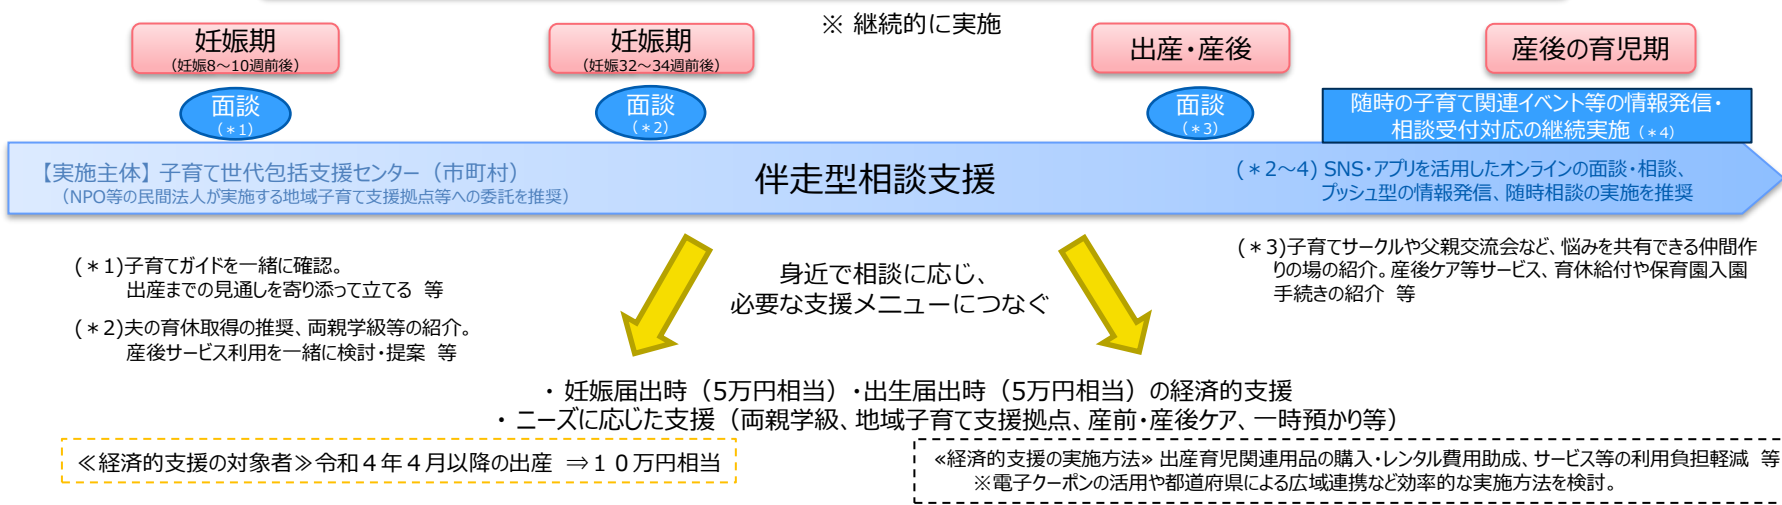 ※ 継続的に実施
妊娠期
（妊娠8～10週前後）
妊娠期
（妊娠32～34週前後）
出産・産後
産後の育児期
面談
（＊1）
面談
（＊2）
面談
（＊3）
随時の子育て関連イベント等の情報発信・
相談受付対応の継続実施（＊4）
【実施主体】子育て世代包括支援センター（市町村）
（NPO等の民間法人が実施する地域子育て支援拠点等への委託を推奨）
伴走型相談支援
（＊2～4）SNS・アプリを活用したオンラインの面談・相談、
プッシュ型の情報発信、随時相談の実施を推奨
（＊1)子育てガイドを一緒に確認。
出産までの見通しを寄り添って立てる 等
（＊2)夫の育休取得の推奨、両親学級等の紹介。
産後サービス利用を一緒に検討・提案 等
身近で相談に応じ、
必要な支援メニューにつなぐ
（＊3)子育てサークルや父親交流会など、悩みを共有できる仲間作
りの場の紹介。産後ケア等サービス、育休給付や保育園入園
手続きの紹介 等
・ 妊娠届出時（5万円相当）・出生届出時（5万円相当）の経済的支援
・ ニーズに応じた支援（両親学級、地域子育て支援拠点、産前・産後ケア、一時預かり等）
≪経済的支援の対象者≫令和４年４月以降の出産 ⇒１０万円相当
≪経済的支援の実施方法≫ 出産育児関連用品の購入・レンタル費用助成、サービス等の利用負担軽減 等
※電子クーポンの活用や都道府県による広域連携など効率的な実施方法を検討。